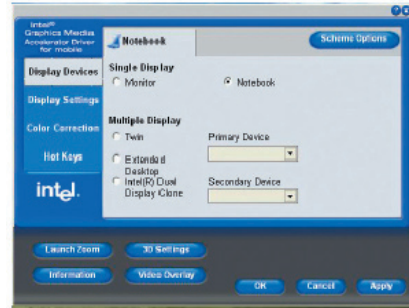 Intel®
Graphics Media
Accelerator Driver
for mobile
Notebook
Scheme Options
Display Devices
Display Settings
Color Correction
Hot Keys
intel.
Single Display
Monitor
Notebook
Multiple Display
Twin
Primary Device
Extended
Desktop
Intel(R) Dual
Display Clone
Secondary Device
Launch Zoom
3D Settings
Information
Video Overlay
OK
Cancel
Apply